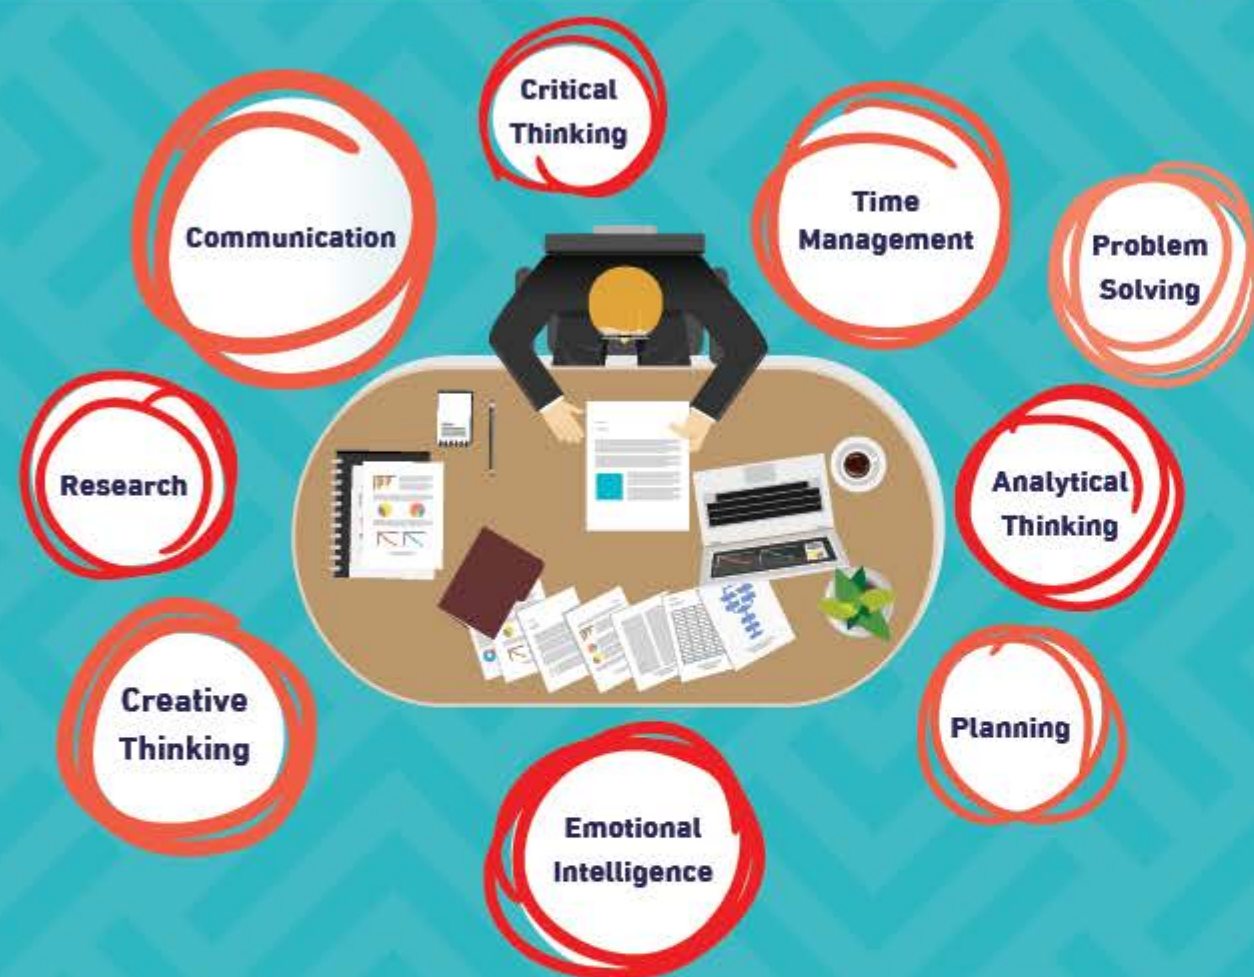 Critical
Thinking
Communication
Time
Management
Problem
Solving
Research
Analytical
Thinking
Creative
Thinking
Planning
Emotional
Intelligence